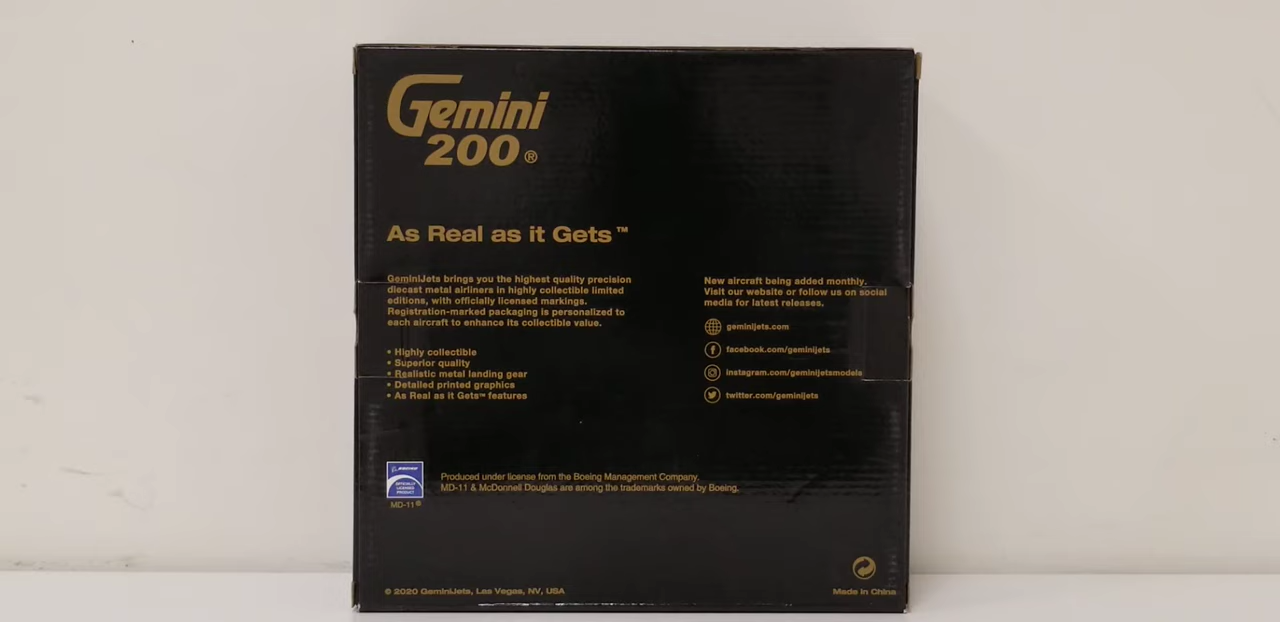 Gemini
200®
As Real as it Gets™
GeminiJets brings you the highest quality precision
diecast metal airliners in highly collectible limited
editions, with officially licensed markings.
Registration-marked packaging is personalized to
each aircraft to enhance its collectible value.
• Highly collectible
• Superior quality
• Realistic metal landing gear
• Detailed printed graphics
• As Real as it Gets™ features
New aircraft being added monthly.
Visit our website or follow us on social
media for latest releases.
geminijets.com
facebook.com/geminijets
instagram.com/geminijetsmodels
twitter.com/geminijets
BOEING
OFFICIALLY
LICENSED
PRODUCT
MD-11®
Produced under license from the Boeing Management Company.
MD-11 & McDonnell Douglas are among the trademarks owned by Boeing.
© 2020 GeminiJets, Las Vegas, NV, USA
Made in China